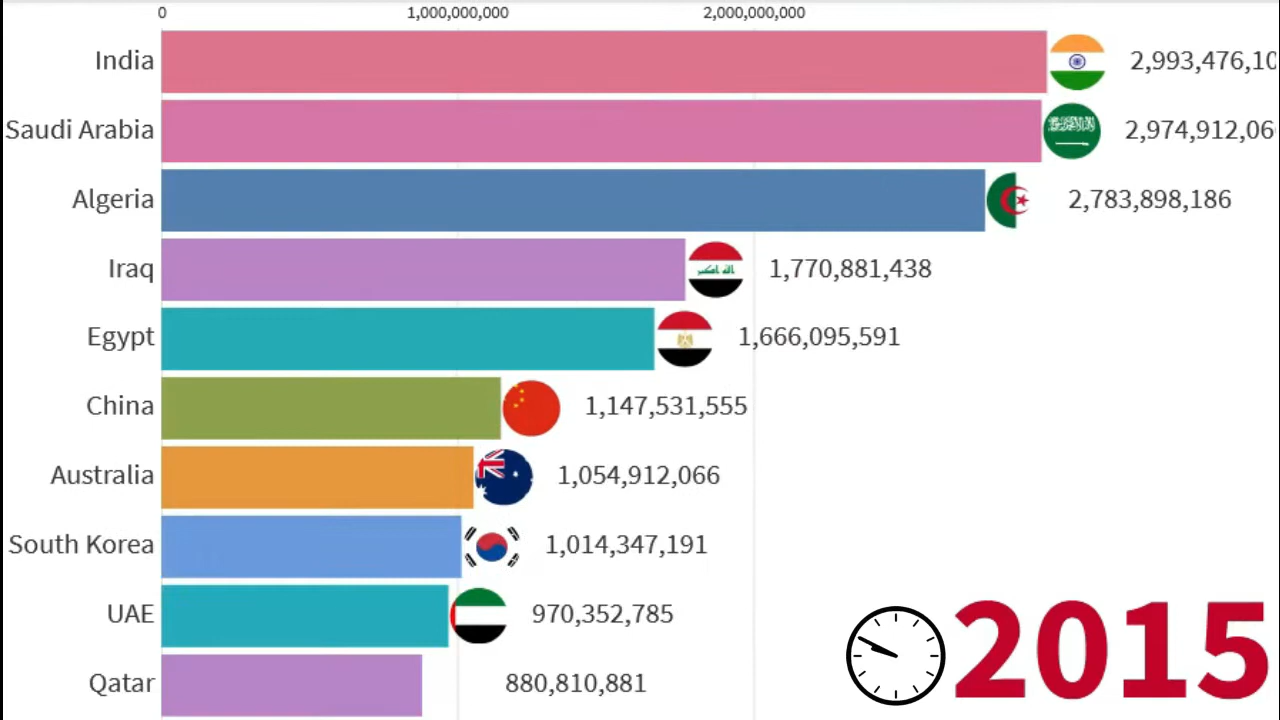 0 1,000,000,000 2,000,000,000
India 2,993,476,10
Saudi Arabia 2,974,912,06
Algeria 2,783,898,186
Iraq 1,770,881,438
Egypt 1,666,095,591
China 1,147,531,555
Australia 1,054,912,066
South Korea 1,014,347,191
UAE 970,352,785
Qatar 880,810,881
2015